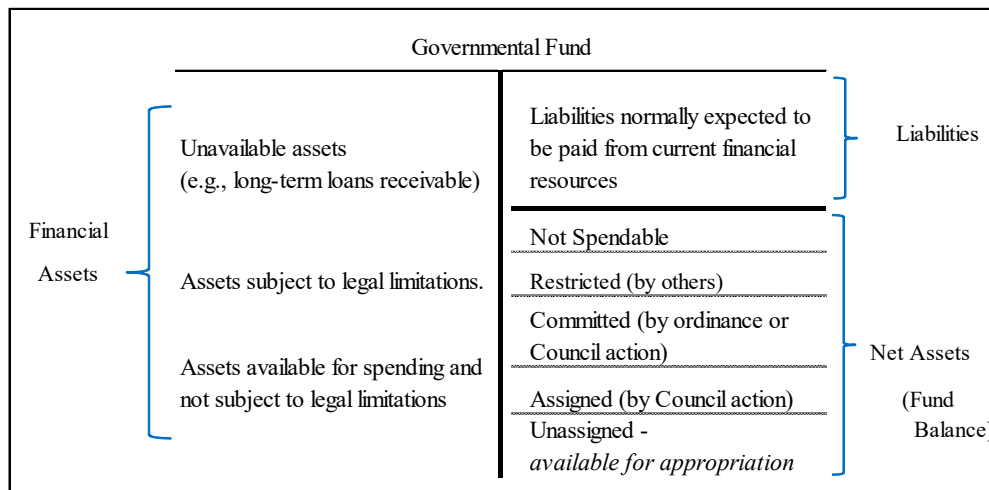 Governmental Fund
Financial
Assets
Unavailable assets
(e.g., long-term loans receivable)
Assets subject to legal limitations.
Assets available for spending and
not subject to legal limitations
Liabilities normally expected to
be paid from current financial
resources
Liabilities
Not Spendable
Restricted (by others)
Committed (by ordinance or
Council action)
Assigned (by Council action)
Unassigned -
available for appropriation
Net Assets
(Fund
Balance)